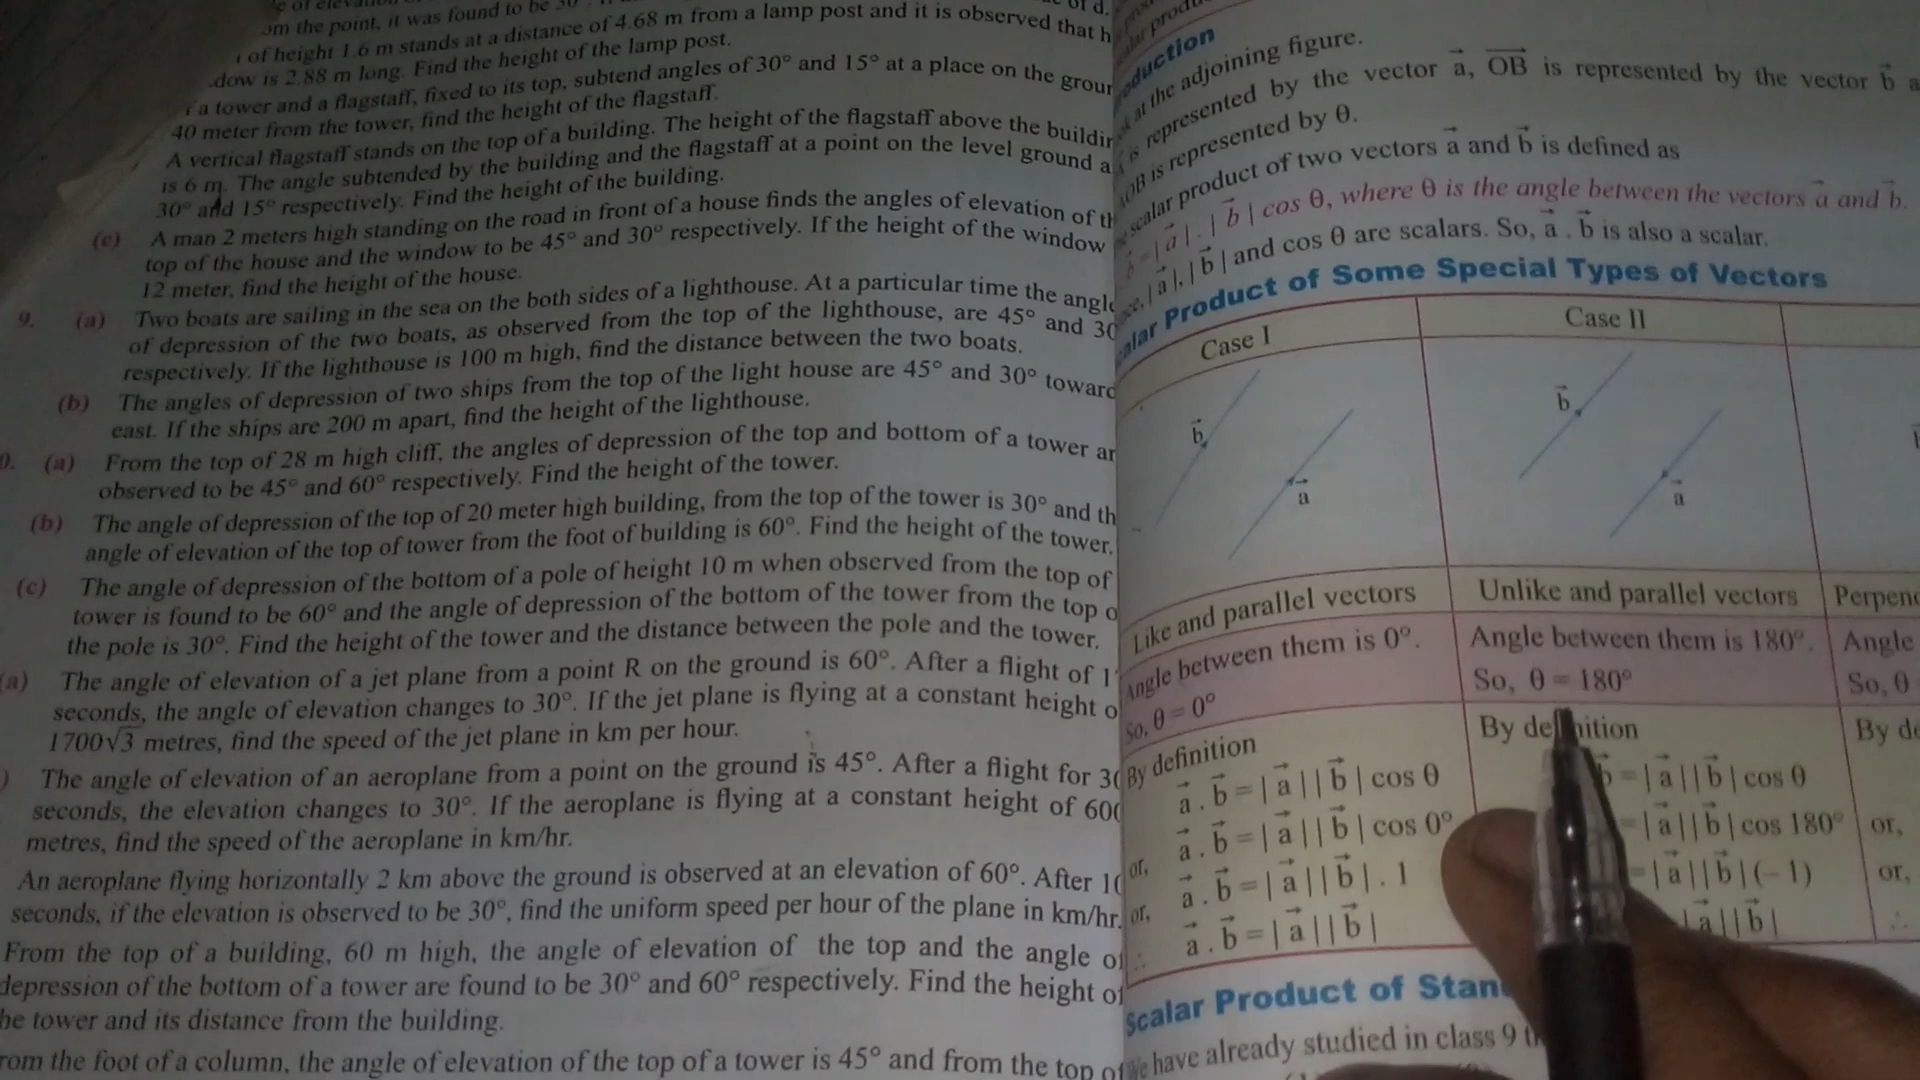 om the point, it was found to be 30
of height 1.6 m stands at a distance of 4.68 m from a lamp post and it is observed that h
dow is 2.88 m long. Find the height of the lamp post.
a tower and a flagstaff, fixed to its top, subtend angles of 30° and 15° at a place on the groun
40 meter from the tower, find the height of the flagstaff.
A vertical flagstaff stands on the top of a building. The height of the flagstaff above the buildin
is 6 m. The angle subtended by the building and the flagstaff at a point on the level ground a
30° and 15° respectively. Find the height of the building.
(c) A man 2 meters high standing on the road in front of a house finds the angles of elevation of th
top of the house and the window to be 45° and 30° respectively. If the height of the window
12 meter, find the height of the house.
9. (a) Two boats are sailing in the sea on the both sides of a lighthouse. At a particular time the angle
of depression of the two boats, as observed from the top of the lighthouse, are 45° and 30
respectively. If the lighthouse is 100 m high, find the distance between the two boats.
(b) The angles of depression of two ships from the top of the light house are 45° and 30° toward
east. If the ships are 200 m apart, find the height of the lighthouse.
0. (a) From the top of 28 m high cliff, the angles of depression of the top and bottom of a tower ar
observed to be 45° and 60° respectively. Find the height of the tower.
(b) The angle of depression of the top of 20 meter high building, from the top of the tower is 30° and th
angle of elevation of the top of tower from the foot of building is 60°. Find the height of the tower.
(c) The angle of depression of the bottom of a pole of height 10 m when observed from the top of
tower is found to be 60° and the angle of depression of the bottom of the tower from the top o
the pole is 30°. Find the height of the tower and the distance between the pole and the tower.
(a) The angle of elevation of a jet plane from a point R on the ground is 60°. After a flight of 1
seconds, the angle of elevation changes to 30°. If the jet plane is flying at a constant height o
1700√3 metres, find the speed of the jet plane in km per hour.
) The angle of elevation of an aeroplane from a point on the ground is 45°. After a flight for 30
seconds, the elevation changes to 30°. If the aeroplane is flying at a constant height of 600
metres, find the speed of the aeroplane in km/hr.
An aeroplane flying horizontally 2 km above the ground is observed at an elevation of 60°. After 10
seconds, if the elevation is observed to be 30°, find the uniform speed per hour of the plane in km/hr.
From the top of a building, 60 m high, the angle of elevation of the top and the angle of
depression of the bottom of a tower are found to be 30° and 60° respectively. Find the height of
he tower and its distance from the building.
rom the foot of a column, the angle of elevation of the top of a tower is 45° and from the top of
oduction
at the adjoining figure.
is represented by the vector a⃗, OB⃗ is represented by the vector b⃗ a
AOB is represented by θ.
scalar product of two vectors a⃗ and b⃗ is defined as
= |a⃗| . |b⃗| cos θ, where θ is the angle between the vectors a⃗ and b⃗.
|a⃗|, |b⃗| and cos θ are scalars. So, a⃗ . b⃗ is also a scalar.
alar Product of Some Special Types of Vectors
Case I
Case II
b⃗
a⃗
b⃗
a⃗
Like and parallel vectors
Unlike and parallel vectors
Perpend
Angle between them is 0°.
So, θ = 0°
Angle between them is 180°.
So, θ = 180°
Angle
So, θ
By definition
a⃗ . b⃗ = |a⃗||b⃗| cos θ
or, a⃗ . b⃗ = |a⃗||b⃗| cos 0°
or, a⃗ . b⃗ = |a⃗||b⃗| . 1
∴ a⃗ . b⃗ = |a⃗||b⃗|
By definition
b⃗ = |a⃗||b⃗| cos θ
= |a⃗||b⃗| cos 180°
= |a⃗||b⃗| (– 1)
|a⃗||b⃗|
By de
or,
or,
∴
Scalar Product of Stan
We have already studied in class 9 th